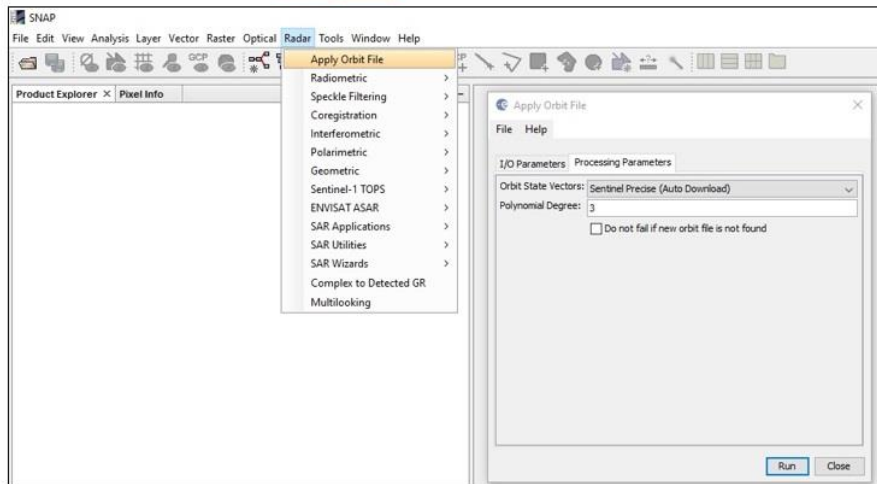 SNAP
File Edit View Analysis Layer Vector Raster Optical Radar Tools Window Help
GCP
Product Explorer × Pixel Info
Apply Orbit File
Radiometric
Speckle Filtering
Coregistration
Interferometric
Polarimetric
Geometric
Sentinel-1 TOPS
ENVISAT ASAR
SAR Applications
SAR Utilities
SAR Wizards
Complex to Detected GR
Multilooking
Apply Orbit File
File Help
I/O Parameters Processing Parameters
Orbit State Vectors: Sentinel Precise (Auto Download)
Polynomial Degree: 3
Do not fail if new orbit file is not found
Run Close